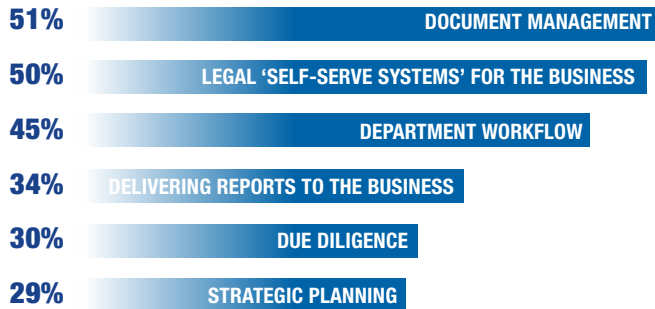 51% DOCUMENT MANAGEMENT
50% LEGAL ‘SELF-SERVE SYSTEMS’ FOR THE BUSINESS
45% DEPARTMENT WORKFLOW
34% DELIVERING REPORTS TO THE BUSINESS
30% DUE DILIGENCE
29% STRATEGIC PLANNING